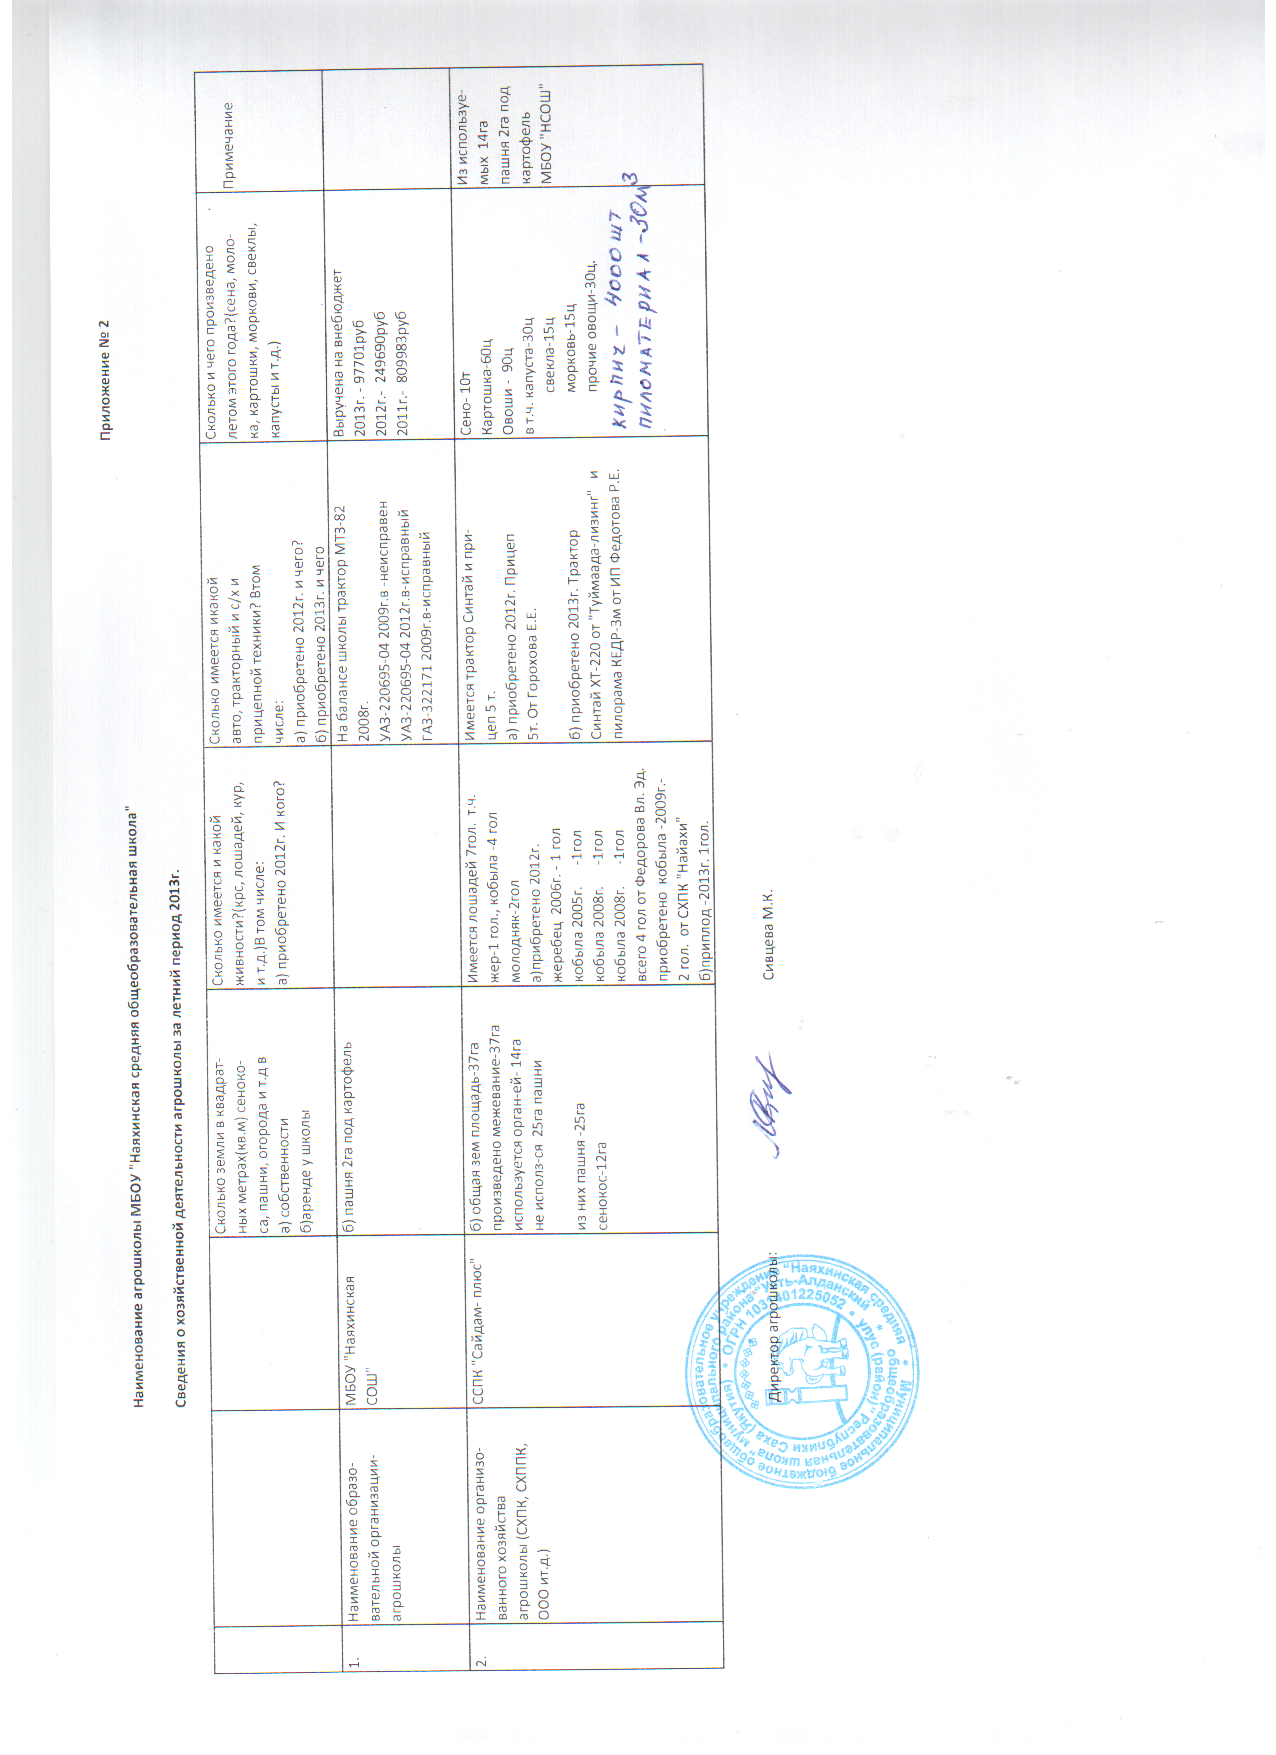 Приложение № 2
Наименование агрошколы МБОУ "Наяхинская средняя общеобразовательная школа"
Сведения о хозяйственной деятельности агрошколы за летний период 2013г.
Сколько земли в квадрат-
ных метрах(кв.м) сеноко-
са, пашни, огорода и т.д в
а) собственности
б)аренде у школы
Сколько имеется и какой
живности?(крс, лошадей, кур,
и т.д.)В том числе:
а) приобретено 2012г. И кого?
Сколько имеется икакой
авто, тракторный и с/х и
прицепной техники? Втом
числе:
а) приобретено 2012г. и чего?
б) приобретено 2013г. и чего
Сколько и чего произведено
летом этого года?(сена, моло-
ка, картошки, моркови, свеклы,
капусты и т.д.)
Примечание
1.
Наименование образо-
вательной организации-
агрошколы
МБОУ "Наяхинская
СОШ"
б) пашня 2га под картофель
На балансе школы трактор МТЗ-82
2008г.
УАЗ-220695-04 2009г.в -неисправен
УАЗ-220695-04 2012г.в-исправный
ГАЗ-322171 2009г.в-исправный
Выручена на внебюджет
2013г. - 97701руб
2012г.- 249690руб
2011г.- 809983руб
2.
Наименование организо-
ванного хозяйства
агрошколы (СХПК, СХППК,
ООО ит.д.)
ССПК "Сайдам- плюс"
б) общая зем площадь-37га
произведено межевание-37га
используется орган-ей- 14га
не исполз-ся 25га пашни
из них пашня -25га
сенокос-12га
Имеется лошадей 7гол. т.ч.
жер-1 гол., кобыла -4 гол
молодняк-2гол
а)прибретено 2012г.
жеребец 2006г. - 1 гол
кобыла 2005г. -1гол
кобыла 2008г. -1гол
кобыла 2008г. -1гол
всего 4 гол от Федорова Вл. Эд.
приобретено кобыла -2009г.-
2 гол. от СХПК "Найахи"
б)приплод -2013г. 1гол.
Имеется трактор Синтай и при-
цеп 5 т.
а) приобретено 2012г. Прицеп
5т. От Горохова Е.Е.
б) приобретено 2013г. Трактор
Синтай ХТ-220 от "Туймаада-лизинг" и
пилорама КЕДР-3м от ИП Федотова Р.Е.
Сено- 10т
Картошка-60ц
Овоши - 90ц
в т.ч. капуста-30ц
свекла-15ц
морковь-15ц
прочие овощи-30ц.
КИРПИЧ - 4000 ШТ
ПИЛОМАТЕРИАЛ -30м3
Из используе-
мых 14га
пашня 2га под
картофель
МБОУ "НСОШ"
Директор агрошколы:
Сивцева М.К.